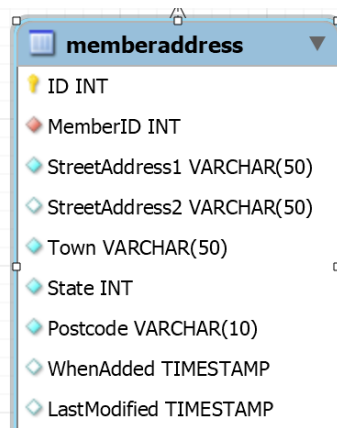 memberaddress
ID INT
MemberID INT
StreetAddress1 VARCHAR(50)
StreetAddress2 VARCHAR(50)
Town VARCHAR(50)
State INT
Postcode VARCHAR(10)
WhenAdded TIMESTAMP
LastModified TIMESTAMP